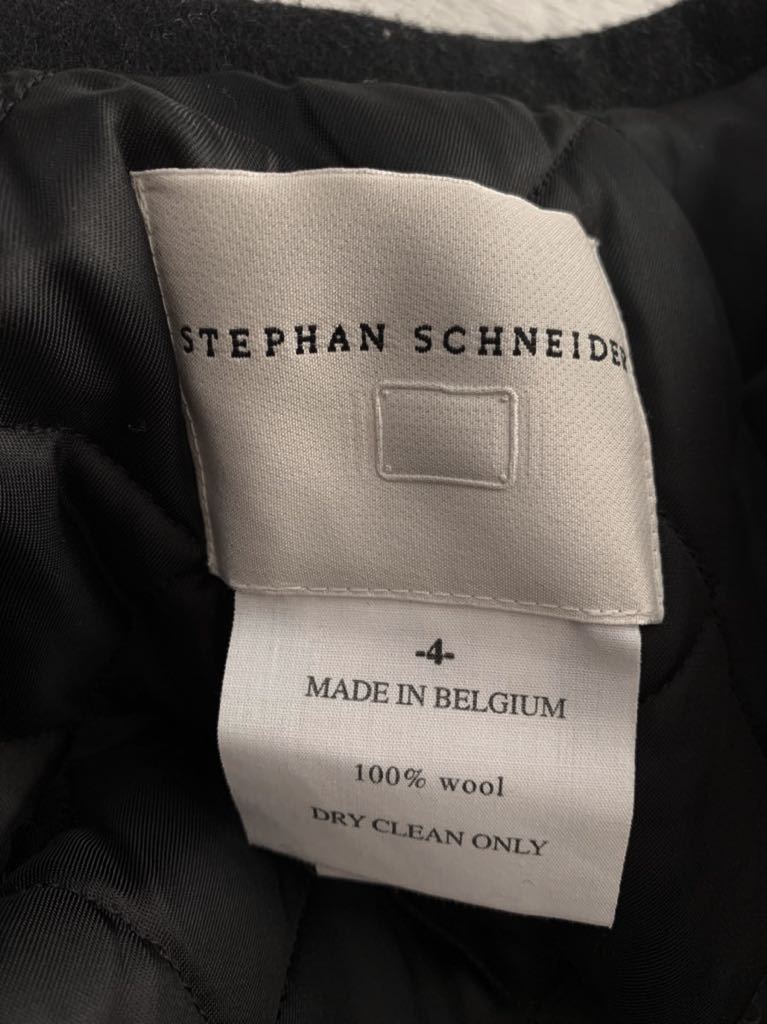 STEPHAN SCHNEIDER
-4-
MADE IN BELGIUM
100% wool
DRY CLEAN ONLY